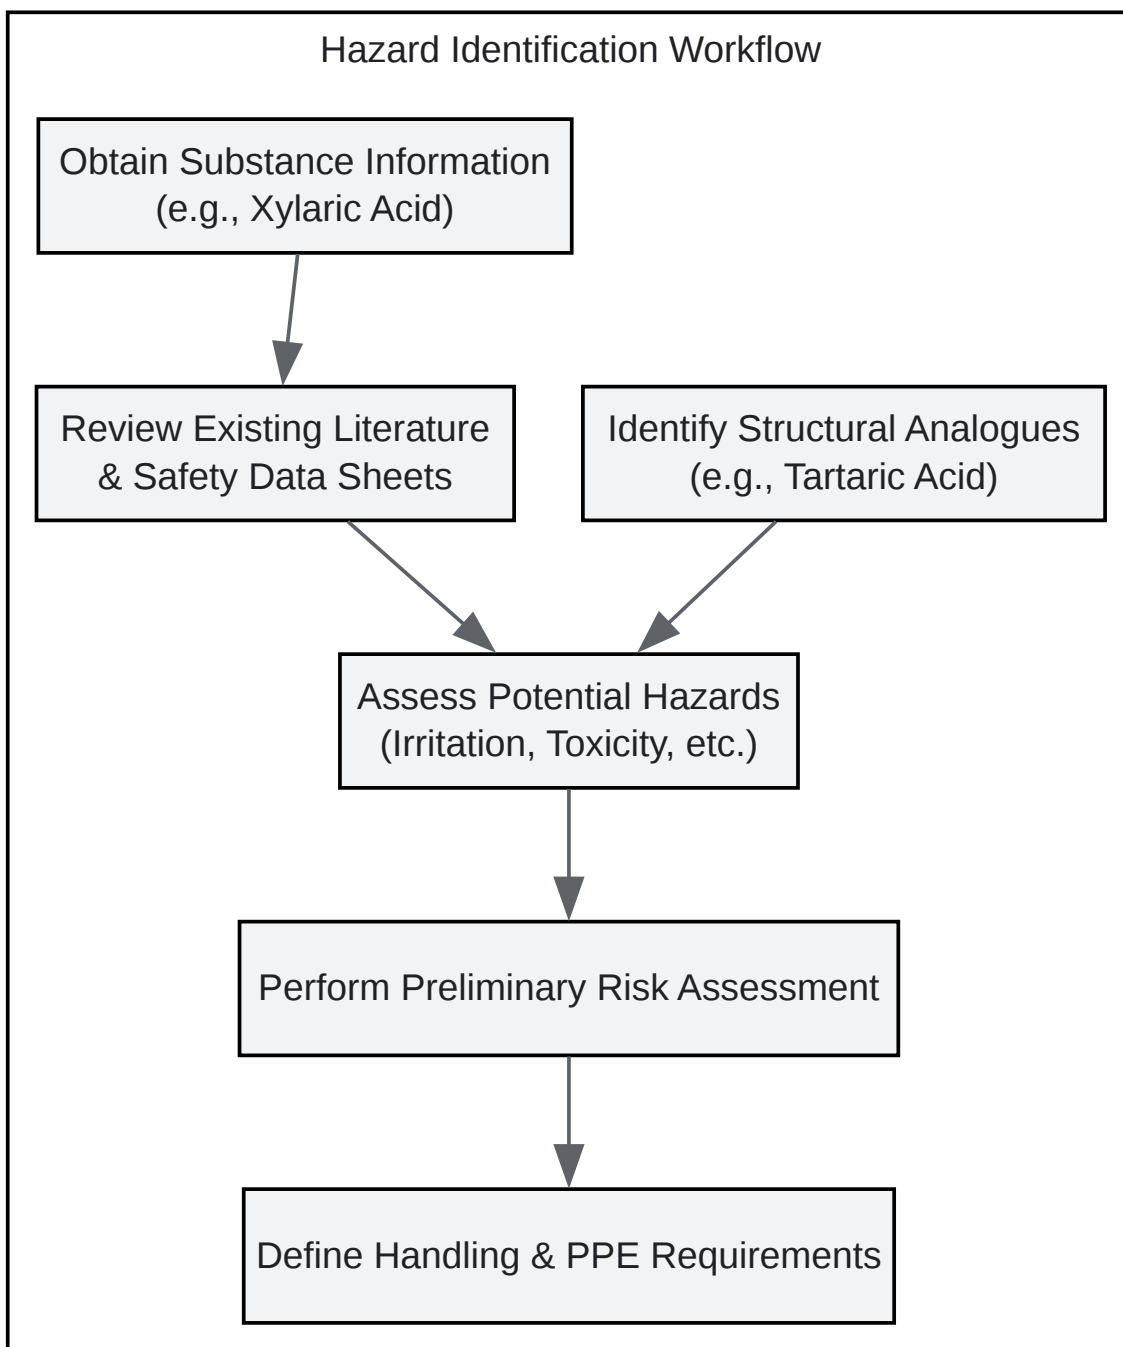 Hazard Identification Workflow
Obtain Substance Information
(e.g., Xylaric Acid)
Review Existing Literature
& Safety Data Sheets
Identify Structural Analogues
(e.g., Tartaric Acid)
Assess Potential Hazards
(Irritation, Toxicity, etc.)
Perform Preliminary Risk Assessment
Define Handling & PPE Requirements